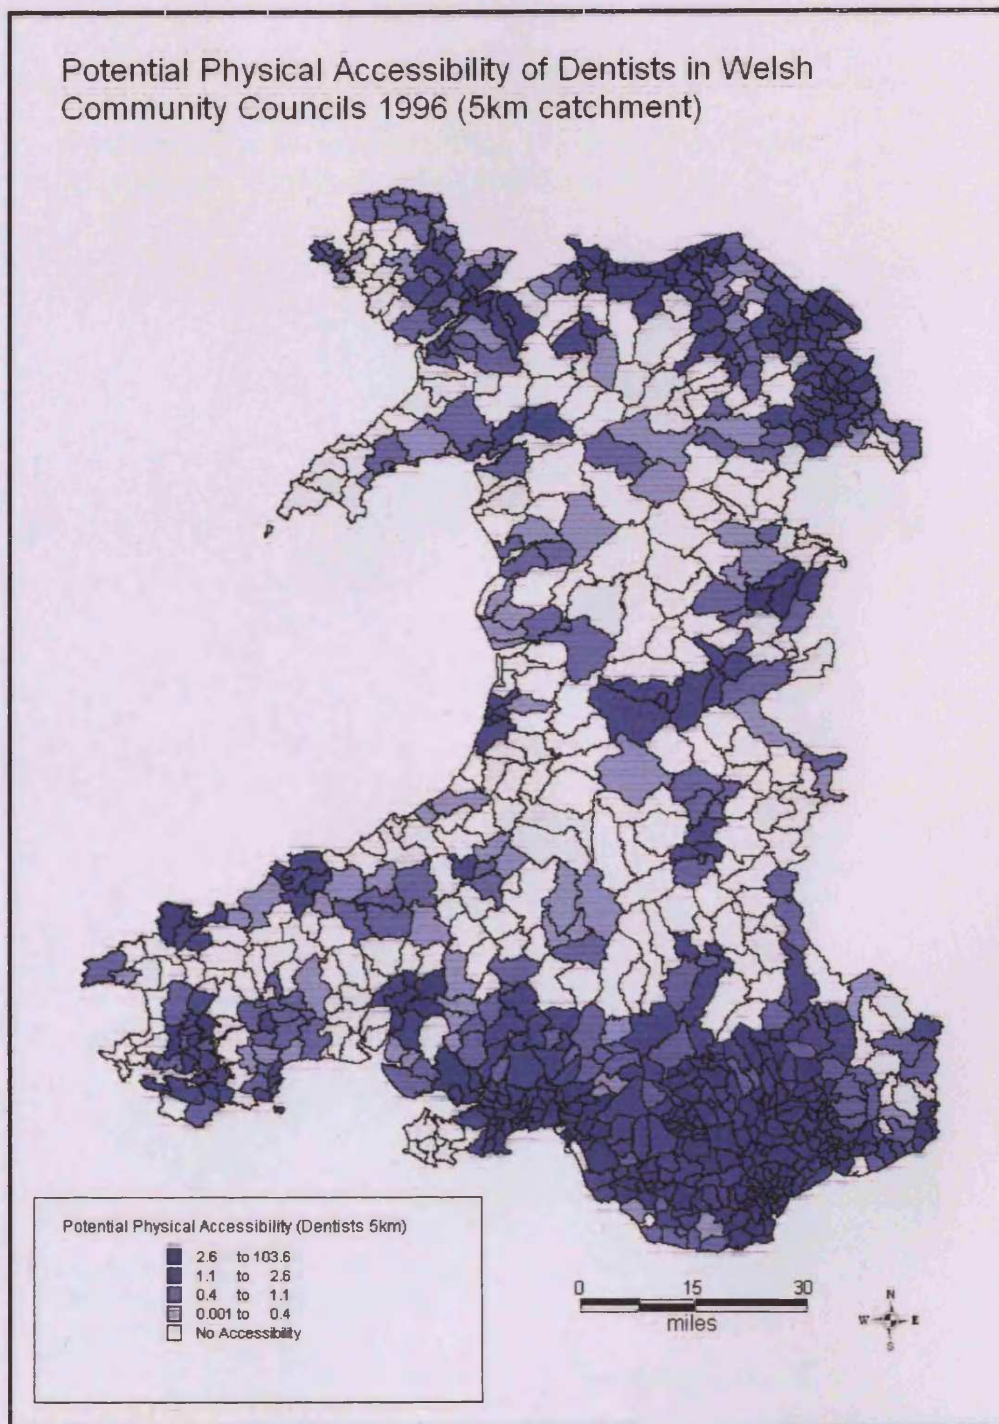 Potential Physical Accessibility of Dentists in Welsh
Community Councils 1996 (5km catchment)
Potential Physical Accessibility (Dentists 5km)
2.6 to 103.6
1.1 to 2.6
0.4 to 1.1
0.001 to 0.4
No Accessibility
0 15 30
miles
N
W E
S